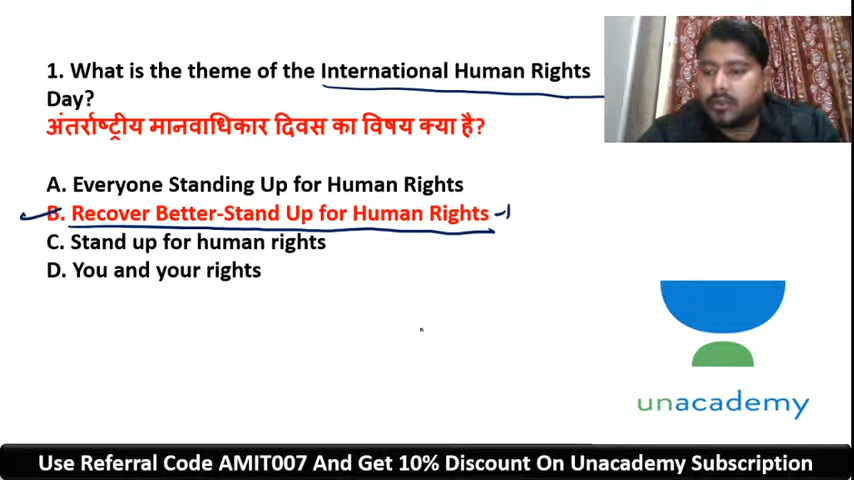 1. What is the theme of the International Human Rights
Day?
अंतर्राष्ट्रीय मानवाधिकार दिवस का विषय क्या है?
A. Everyone Standing Up for Human Rights
B. Recover Better-Stand Up for Human Rights
C. Stand up for human rights
D. You and your rights
unacademy
Use Referral Code AMIT007 And Get 10% Discount On Unacademy Subscription